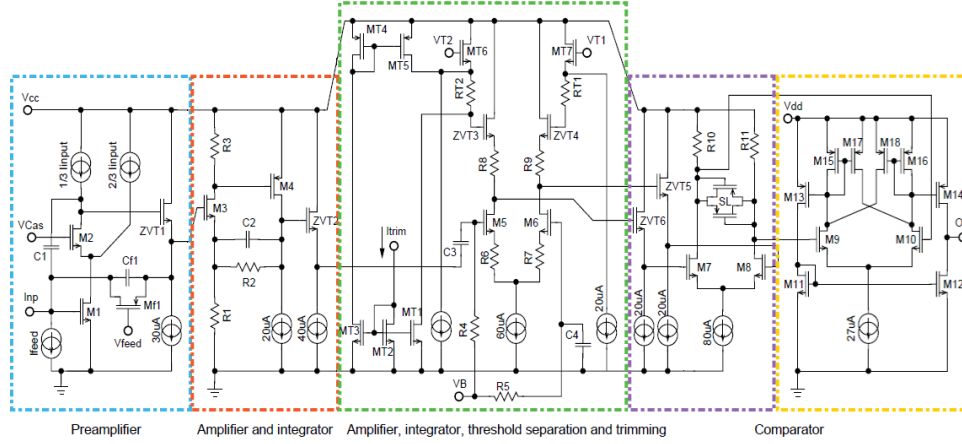 MT4
MT5
VT2
MT6
MT7
VT1
RT2
RT1
ZVT3
ZVT4
R8
R9
Vcc
1/3 Iinput
2/3 Iinput
VCas
M2
C1
ZVT1
Cf1
Inp
M1
Mf1
Ifeed
Vfeed
30uA
R3
M4
M3
ZVT2
C2
R2
R1
20uA
40uA
Itrim
C3
M5
M6
R6
R7
MT3
MT2
MT1
R4
60uA
20uA
C4
VB
R5
ZVT5
ZVT6
R10
R11
SL
M7
M8
20uA
20uA
80uA
Vdd
M15
M17
M18
M16
M13
M14
M9
M10
O
M11
M12
27uA
Preamplifier
Amplifier and integrator
Amplifier, integrator, threshold separation and trimming
Comparator